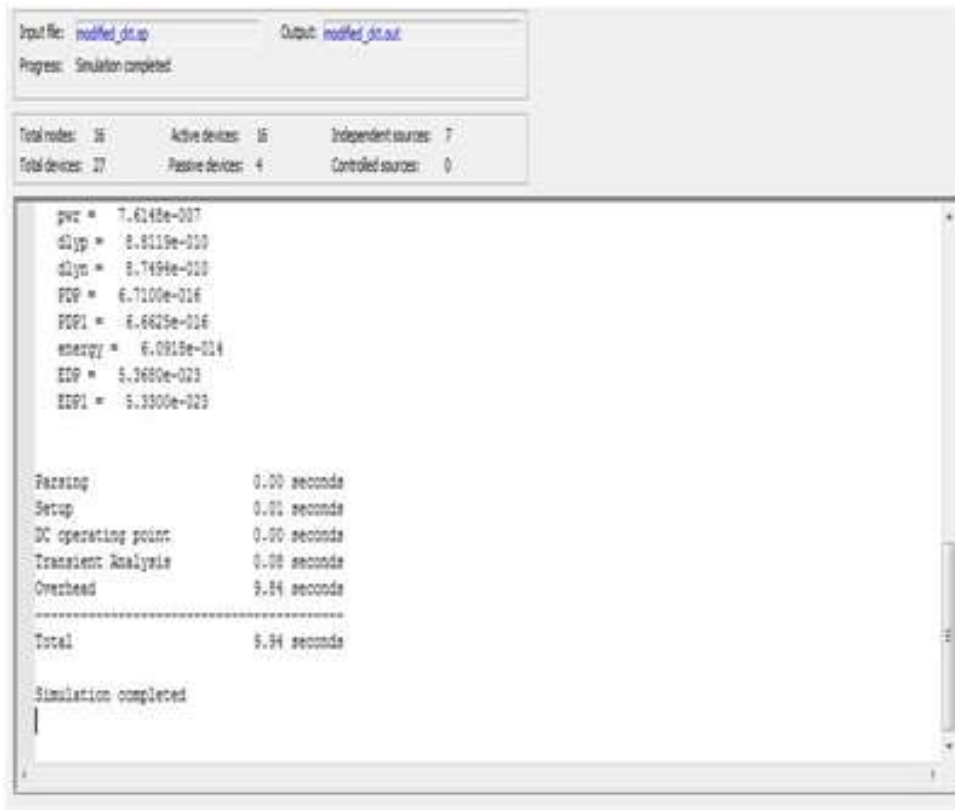 Input file: Output:
Progress: Simulation completed
Total nodes: 16 Active devices: 16 Independent sources: 7
Total devices: 27 Passive devices: 4 Controlled sources: 0
pwr = 7.6148e-007
dlyp = 8.8119e-010
dlyn = 8.7494e-010
PDP = 6.7100e-016
PDP1 = 6.6625e-016
energy = 6.0918e-014
EDP = 5.3680e-023
EDP1 = 5.3300e-023
Parsing 0.00 seconds
Setup 0.01 seconds
DC operating point 0.00 seconds
Transient Analysis 0.08 seconds
Overhead 9.84 seconds
-----------------------------------------
Total 9.94 seconds
Simulation completed